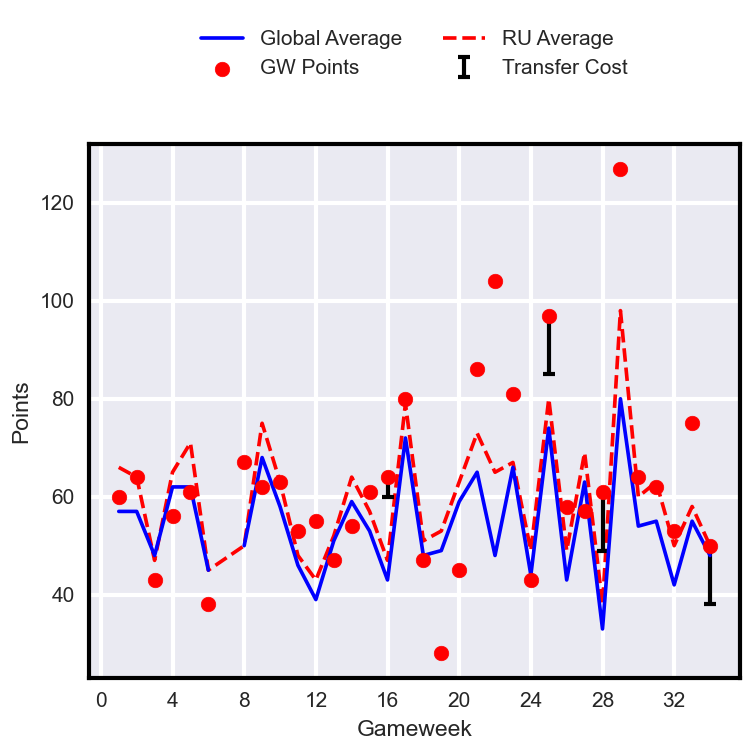 Global Average
RU Average
GW Points
Transfer Cost
120
100
80
60
40
Points
0 4 8 12 16 20 24 28 32
Gameweek